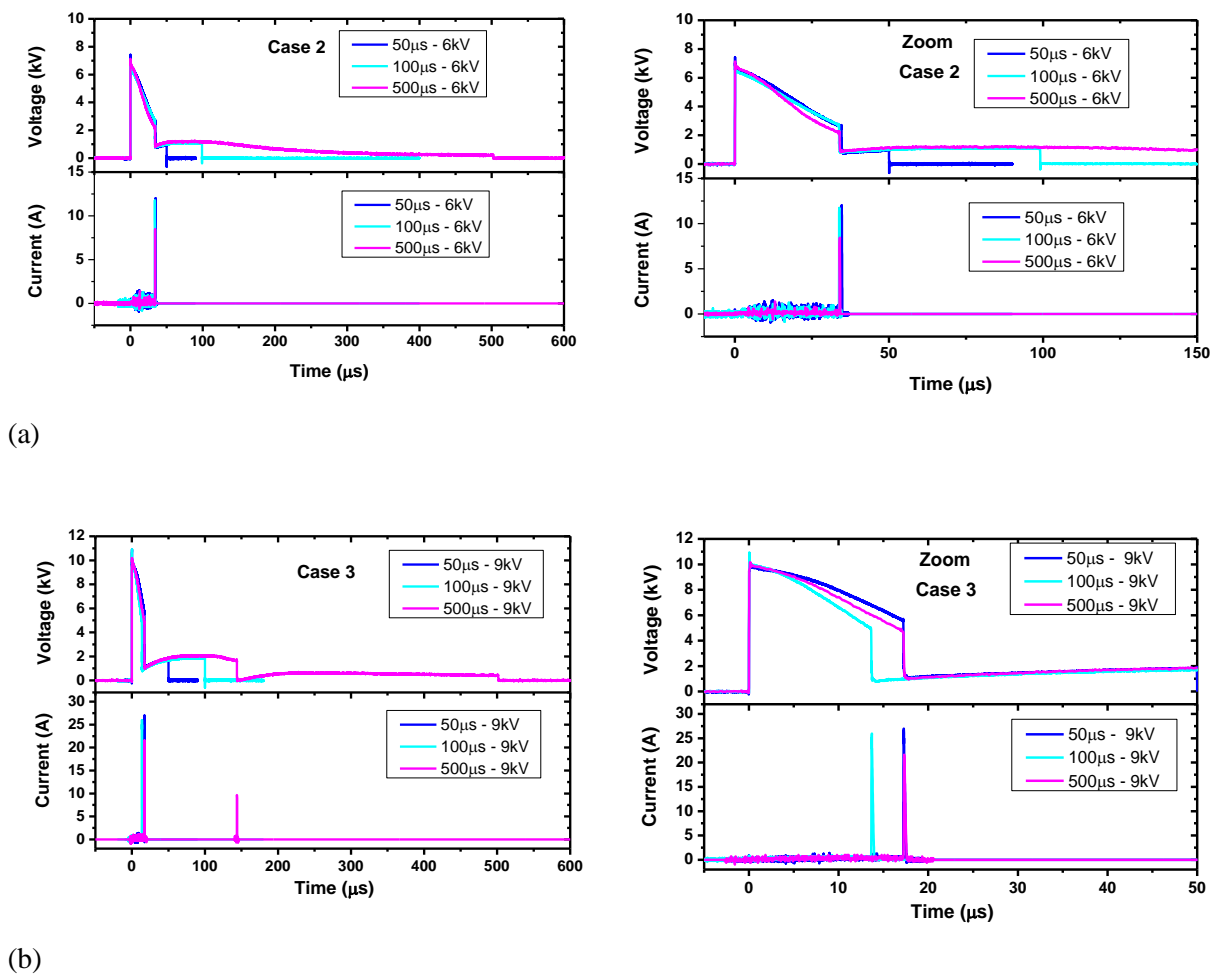 10
8
6
4
2
0
Voltage (kV)
Case 2
50µs - 6kV
100µs - 6kV
500µs - 6kV
15
10
5
0
Current (A)
50µs - 6kV
100µs - 6kV
500µs - 6kV
0 100 200 300 400 500 600
Time (µs)
10
8
6
4
2
0
Voltage (kV)
Zoom
Case 2
50µs - 6kV
100µs - 6kV
500µs - 6kV
15
10
5
0
Current (A)
50µs - 6kV
100µs - 6kV
500µs - 6kV
0 50 100 150
Time (µs)
(a)
12
10
8
6
4
2
0
Voltage (kV)
Case 3
50µs - 9kV
100µs - 9kV
500µs - 9kV
30
25
20
15
10
5
0
Current (A)
50µs - 9kV
100µs - 9kV
500µs - 9kV
0 100 200 300 400 500 600
Time (µs)
12
10
8
6
4
2
0
Voltage (kV)
Zoom
Case 3
50µs - 9kV
100µs - 9kV
500µs - 9kV
30
25
20
15
10
5
0
Current (A)
50µs - 9kV
100µs - 9kV
500µs - 9kV
0 10 20 30 40 50
Time (µs)
(b)